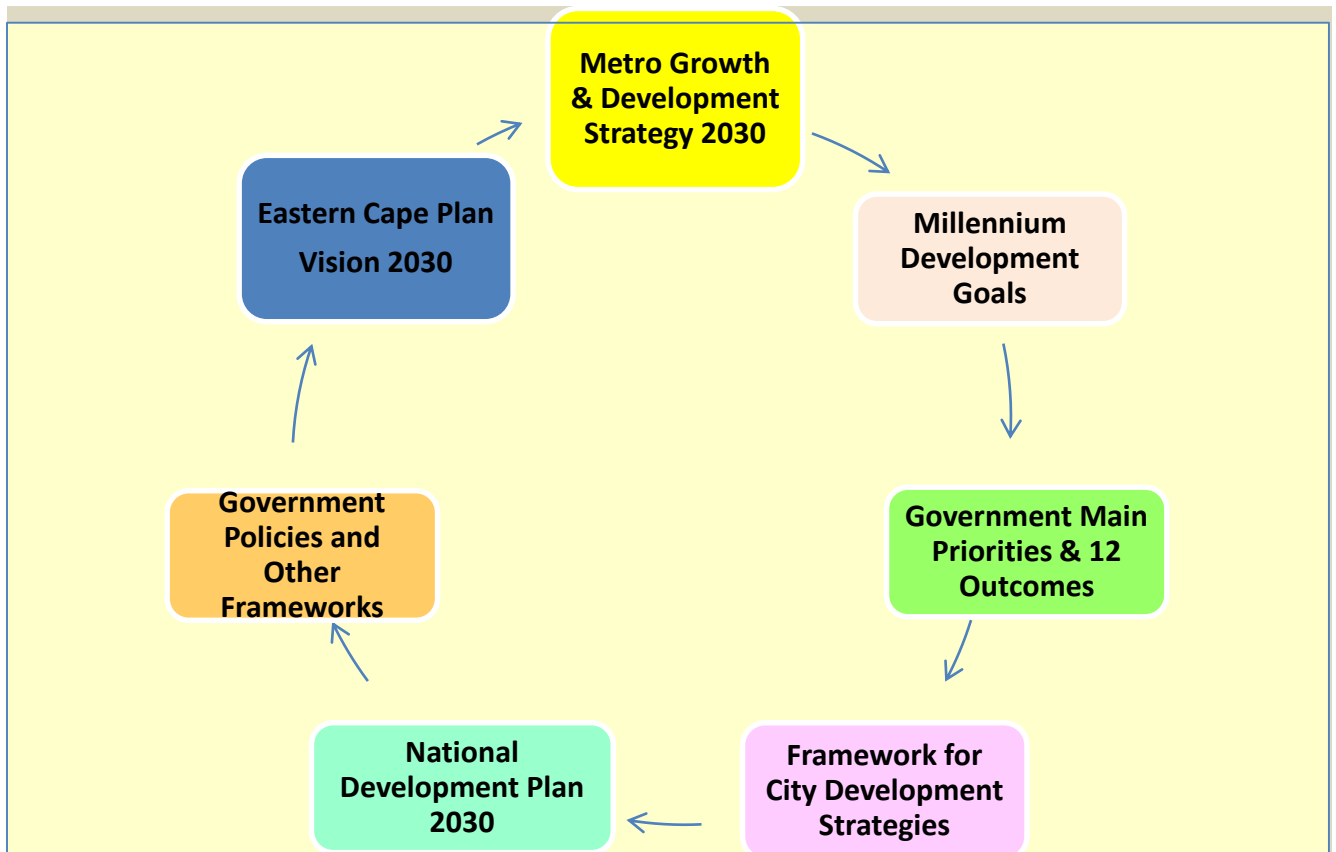 Metro Growth
& Development
Strategy 2030
Eastern Cape Plan
Vision 2030
Millennium
Development
Goals
Government Main
Priorities & 12
Outcomes
Government
Policies and
Other
Frameworks
National
Development Plan
2030
Framework for
City Development
Strategies